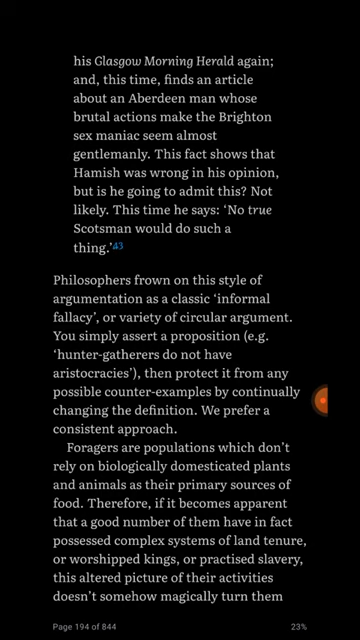 his Glasgow Morning Herald again;
and, this time, finds an article
about an Aberdeen man whose
brutal actions make the Brighton
sex maniac seem almost
gentlemanly. This fact shows that
Hamish was wrong in his opinion,
but is he going to admit this? Not
likely. This time he says: ‘No true
Scotsman would do such a
thing.’43
Philosophers frown on this style of
argumentation as a classic ‘informal
fallacy’, or variety of circular argument.
You simply assert a proposition (e.g.
‘hunter-gatherers do not have
aristocracies’), then protect it from any
possible counter-examples by continually
changing the definition. We prefer a
consistent approach.
Foragers are populations which don’t
rely on biologically domesticated plants
and animals as their primary sources of
food. Therefore, if it becomes apparent
that a good number of them have in fact
possessed complex systems of land tenure,
or worshipped kings, or practised slavery,
this altered picture of their activities
doesn’t somehow magically turn them
Page 194 of 844 23%